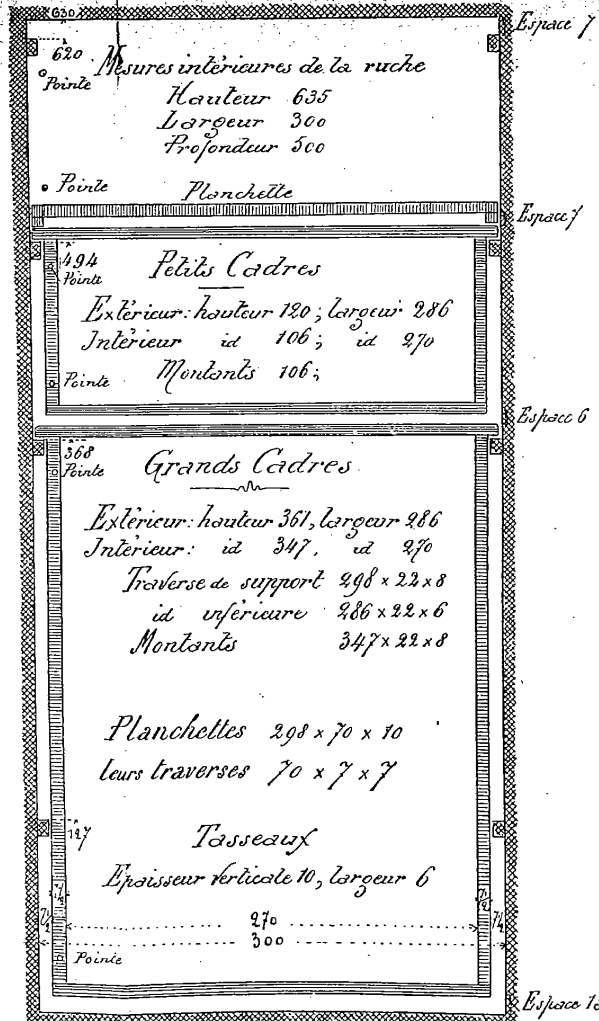 630
Espace 7
620
Pointe
Mesures intérieures de la ruche
Hauteur 635
Largeur 300
Profondeur 500
Pointe
Planchette
Espace 7
494
Pointe
Petits Cadres
Extérieur: hauteur 120; largeur 286
Intérieur id 106; id 270
Montants 106;
Pointe
Espace 6
368
Pointe
Grands Cadres
Extérieur: hauteur 361, largeur 286
Intérieur: id 347, id 270
Traverse de support 298 x 22 x 8
id inférieure 286 x 22 x 6
Montants 347 x 22 x 8
Planchettes 298 x 70 x 10
leurs traverses 70 x 7 x 7
127
Tasseaux
Epaisseur verticale 10, largeur 6
270
300
Pointe
Espace